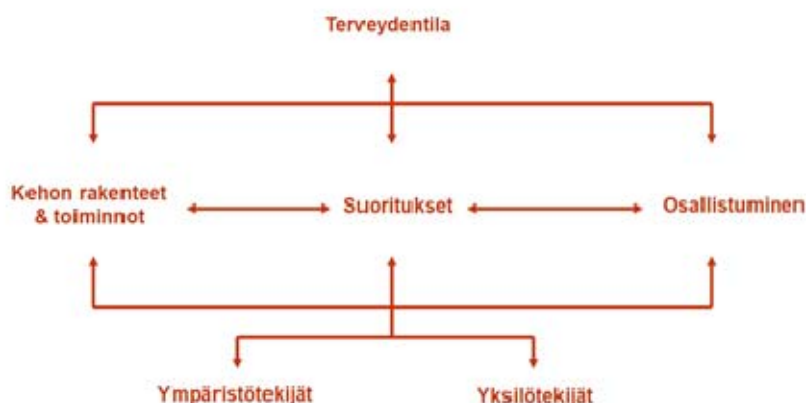 Terveydentila
Kehon rakenteet
& toiminnot
Suoritukset
Osallistuminen
Ympäristötekijät
Yksilötekijät